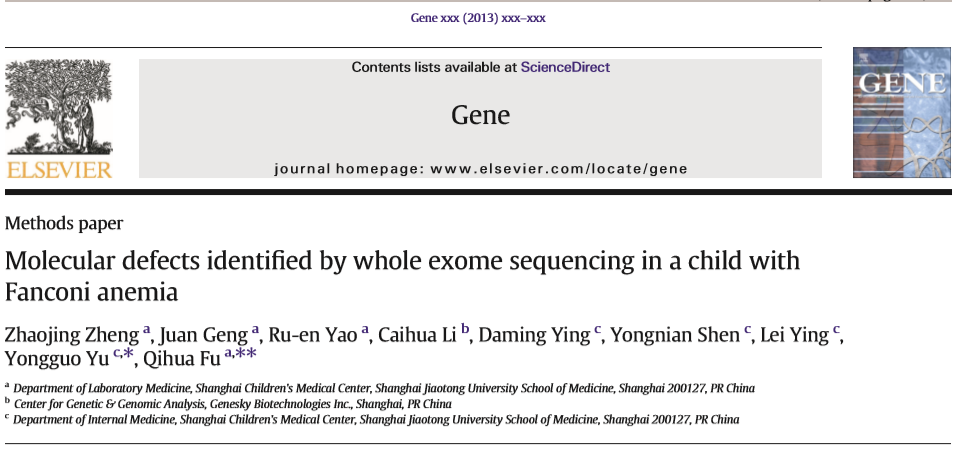 Gene xxx (2013) xxx–xxx
Contents lists available at ScienceDirect
Gene
journal homepage: www.elsevier.com/locate/gene
ELSEVIER
GENE
Methods paper
Molecular defects identified by whole exome sequencing in a child with
Fanconi anemia
Zhaojing Zheng a, Juan Geng a, Ru-en Yao a, Caihua Li b, Daming Ying c, Yongnian Shen c, Lei Ying c,
Yongguo Yu c,*, Qihua Fu a,**
a Department of Laboratory Medicine, Shanghai Children's Medical Center, Shanghai Jiaotong University School of Medicine, Shanghai 200127, PR China
b Center for Genetic & Genomic Analysis, Genesky Biotechnologies Inc., Shanghai, PR China
c Department of Internal Medicine, Shanghai Children's Medical Center, Shanghai Jiaotong University School of Medicine, Shanghai 200127, PR China